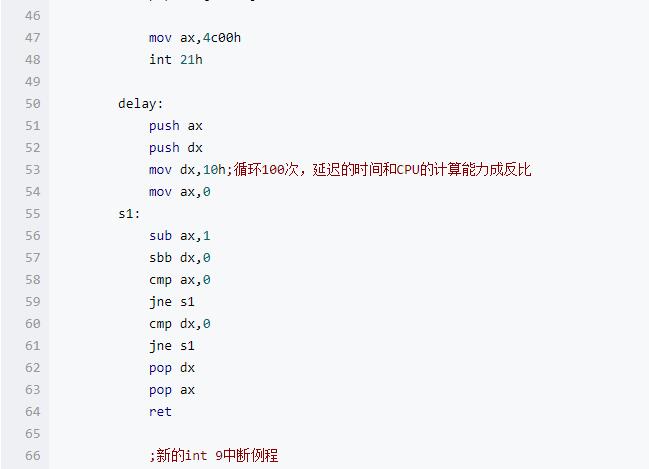 46
47 mov ax,4c00h
48 int 21h
49
50 delay:
51 push ax
52 push dx
53 mov dx,10h;循环100次，延迟的时间和CPU的计算能力成反比
54 mov ax,0
55 s1:
56 sub ax,1
57 sbb dx,0
58 cmp ax,0
59 jne s1
60 cmp dx,0
61 jne s1
62 pop dx
63 pop ax
64 ret
65
66 ;新的int 9中断例程